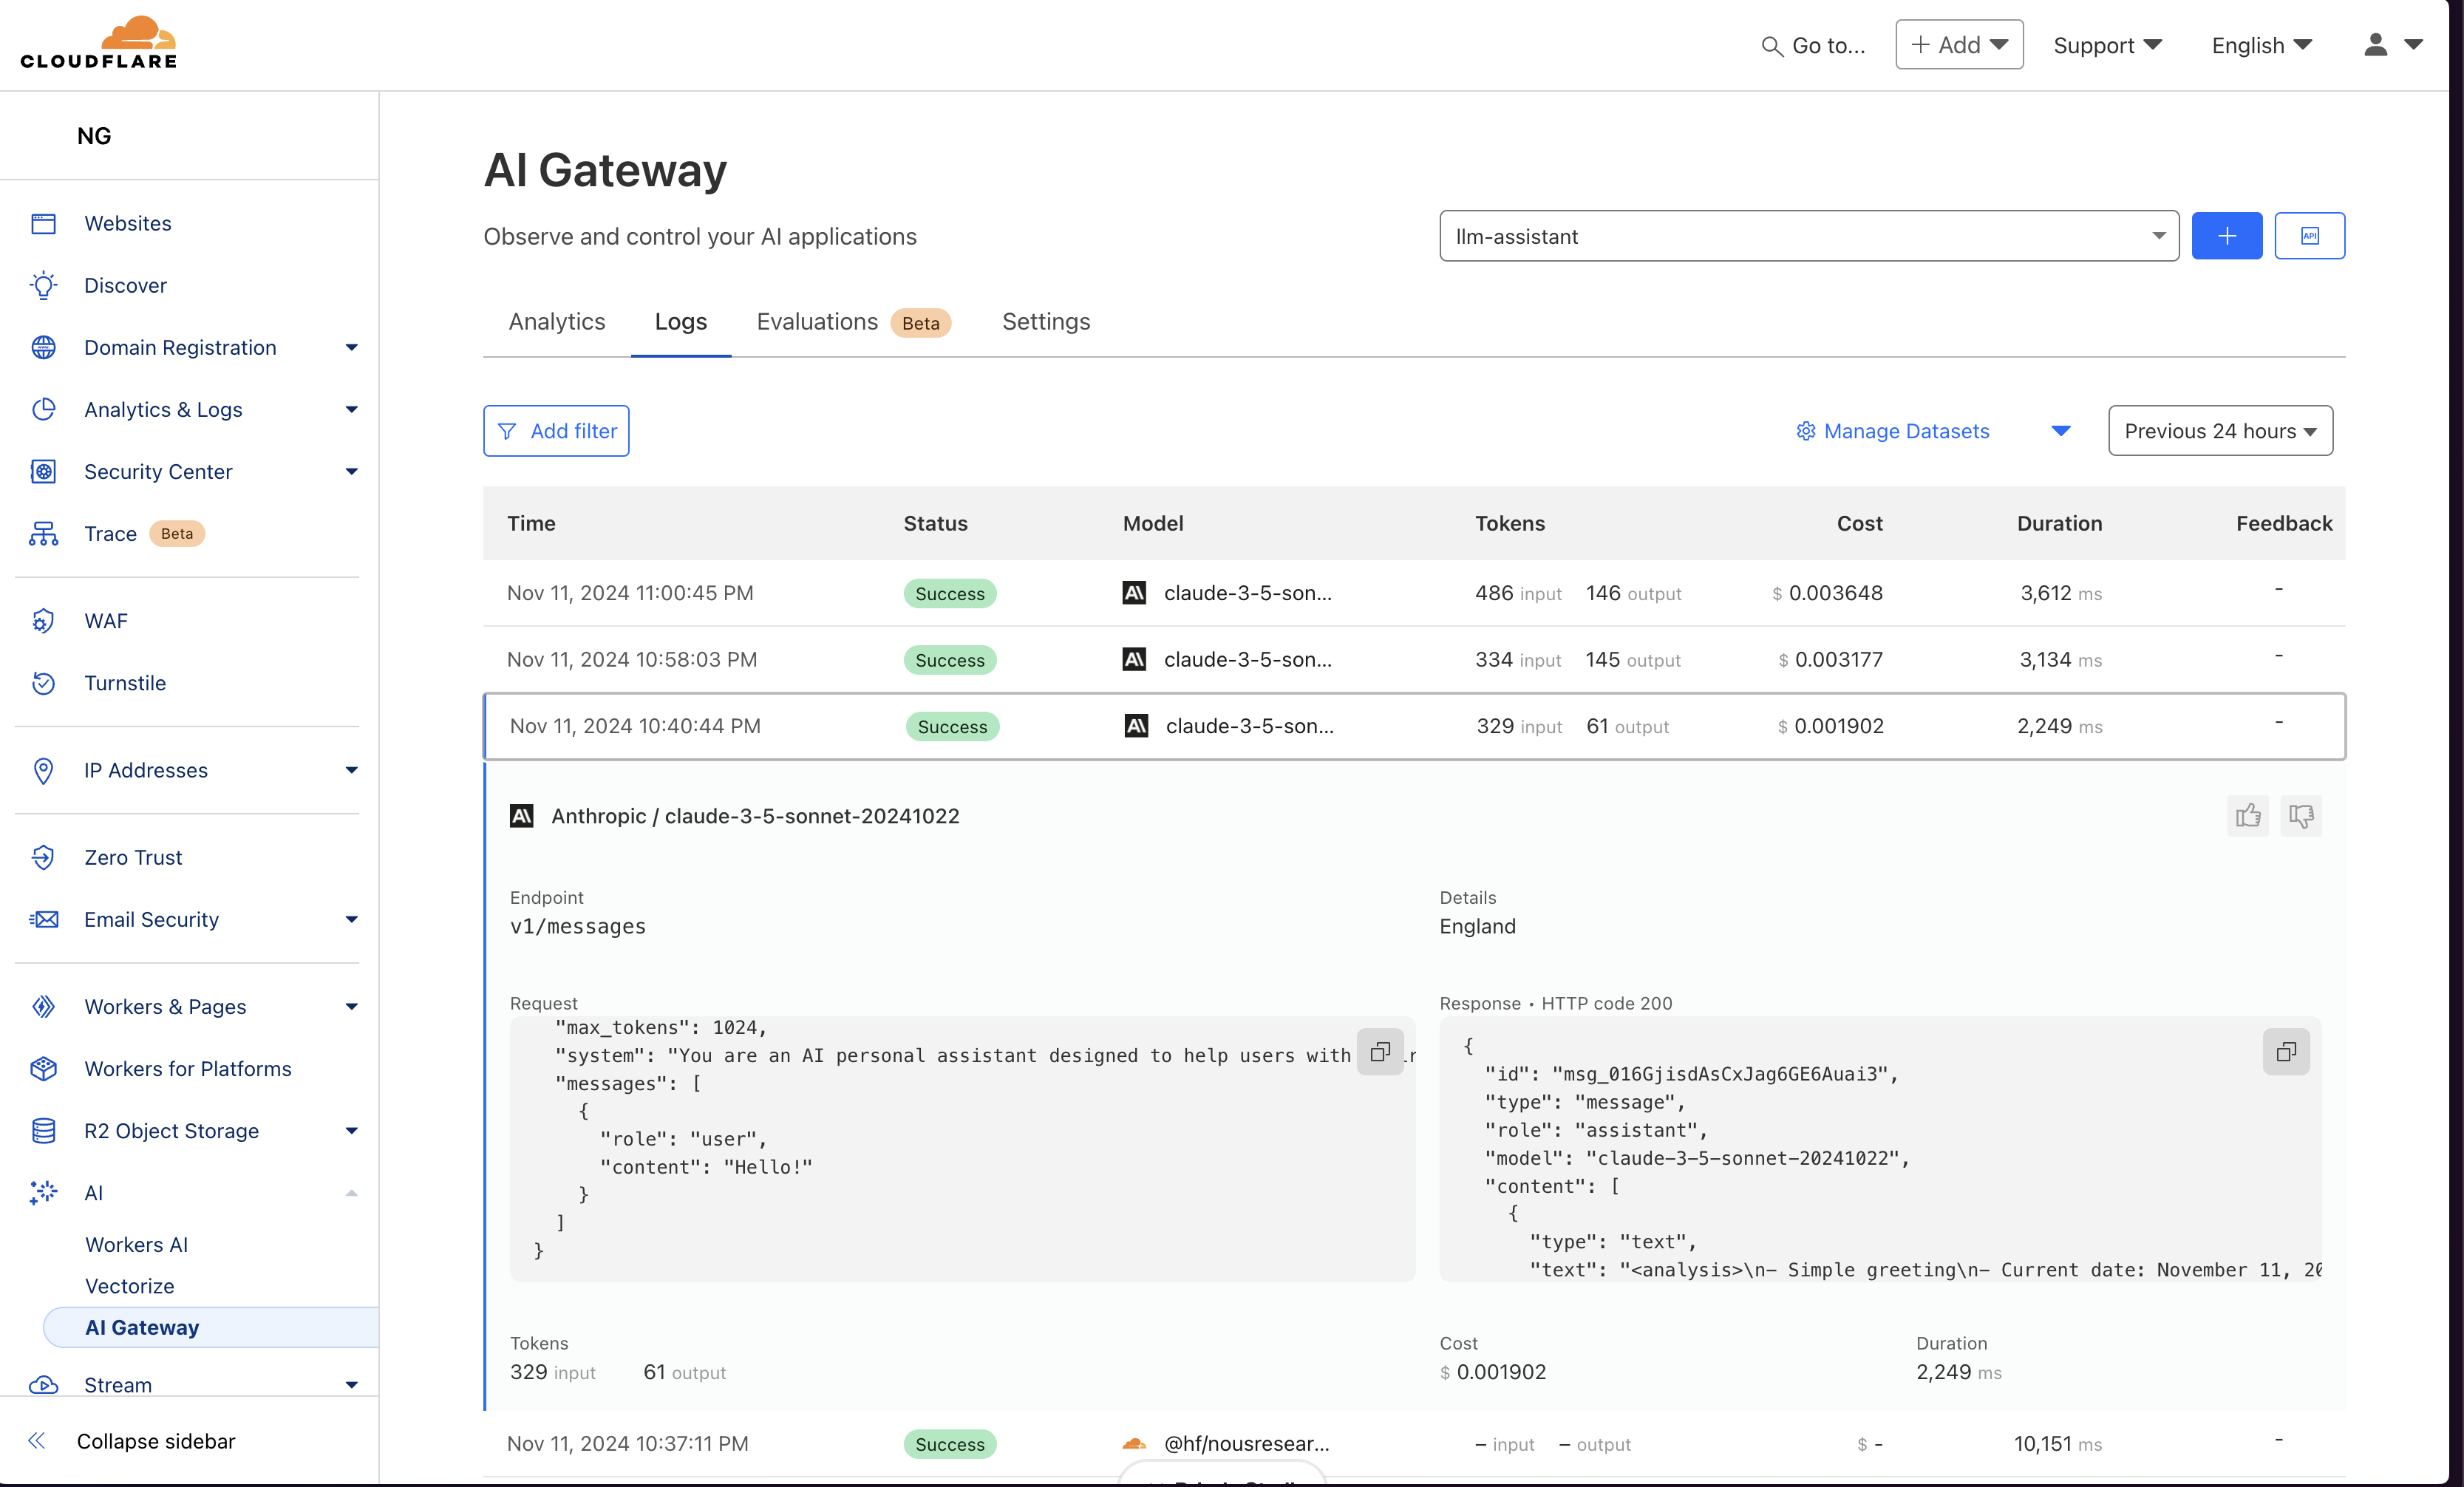 CLOUDFLARE
Go to...
+ Add
Support
English
NG
Websites
Discover
Domain Registration
Analytics & Logs
Security Center
Trace Beta
WAF
Turnstile
IP Addresses
Zero Trust
Email Security
Workers & Pages
Workers for Platforms
R2 Object Storage
AI
Workers AI
Vectorize
AI Gateway
Stream
Collapse sidebar
AI Gateway
Observe and control your AI applications
llm-assistant
+
API
Analytics Logs Evaluations Beta Settings
Add filter
Manage Datasets
Previous 24 hours
Time Status Model Tokens Cost Duration Feedback
Nov 11, 2024 11:00:45 PM Success claude-3-5-son... 486 input 146 output $ 0.003648 3,612 ms -
Nov 11, 2024 10:58:03 PM Success claude-3-5-son... 334 input 145 output $ 0.003177 3,134 ms -
Nov 11, 2024 10:40:44 PM Success claude-3-5-son... 329 input 61 output $ 0.001902 2,249 ms -
Anthropic / claude-3-5-sonnet-20241022
Endpoint
v1/messages
Details
England
Request
"max_tokens": 1024,
"system": "You are an AI personal assistant designed to help users with
"messages": [
{
"role": "user",
"content": "Hello!"
}
]
}
Response • HTTP code 200
{
"id": "msg_016GjisdAsCxJag6GE6Auai3",
"type": "message",
"role": "assistant",
"model": "claude-3-5-sonnet-20241022",
"content": [
{
"type": "text",
"text": "<analysis>\n- Simple greeting\n- Current date: November 11, 20
Tokens
329 input 61 output
Cost
$ 0.001902
Duration
2,249 ms
Nov 11, 2024 10:37:11 PM Success @hf/nousresear... – input – output $ - 10,151 ms -